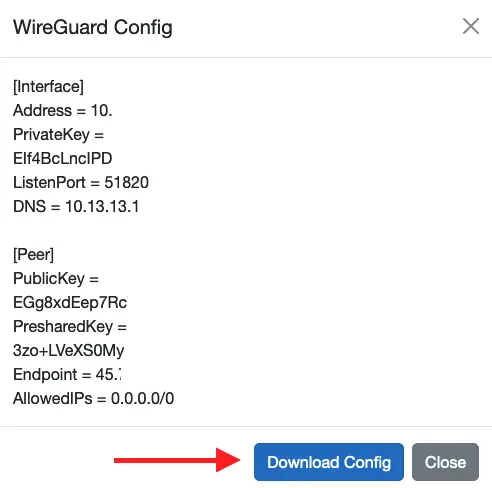 WireGuard Config
[Interface]
Address = 10.
PrivateKey =
Elf4BcLncIPD
ListenPort = 51820
DNS = 10.13.13.1
[Peer]
PublicKey =
EGg8xdEep7Rc
PresharedKey =
3zo+LVeXS0My
Endpoint = 45.
AllowedIPs = 0.0.0.0/0
Download Config
Close